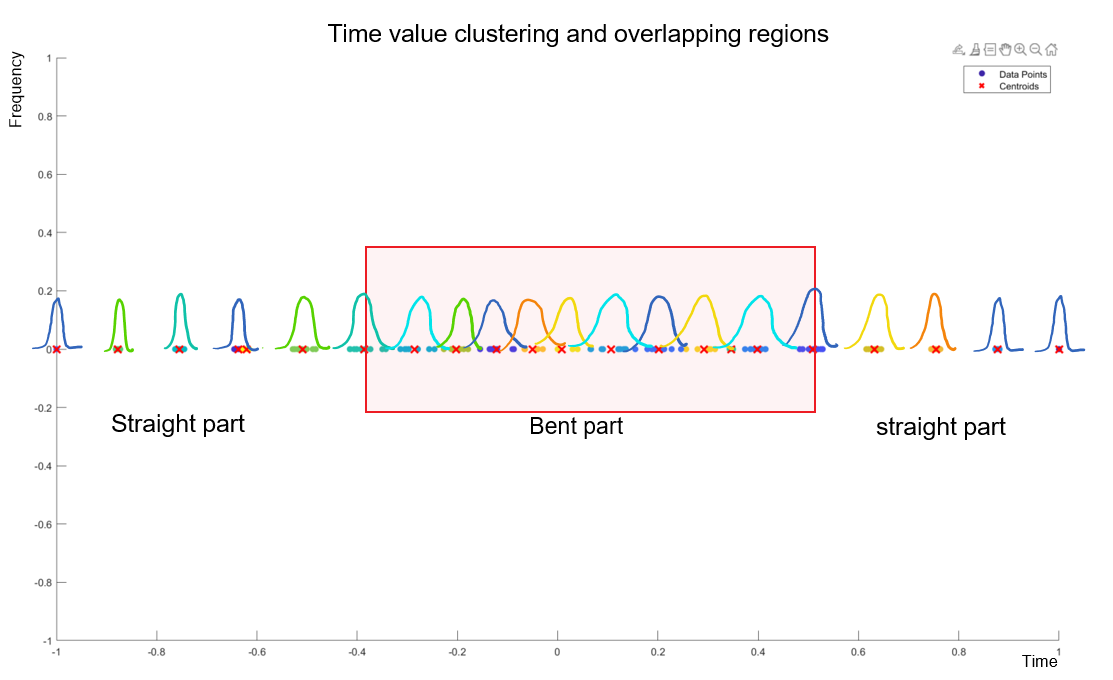 Time value clustering and overlapping regions
Frequency
Data Points
Centroids
1
0.8
0.6
0.4
0.2
0
-0.2
-0.4
-0.6
-0.8
-1
Straight part
Bent part
straight part
-1
-0.8
-0.6
-0.4
-0.2
0
0.2
0.4
0.6
0.8
1
Time